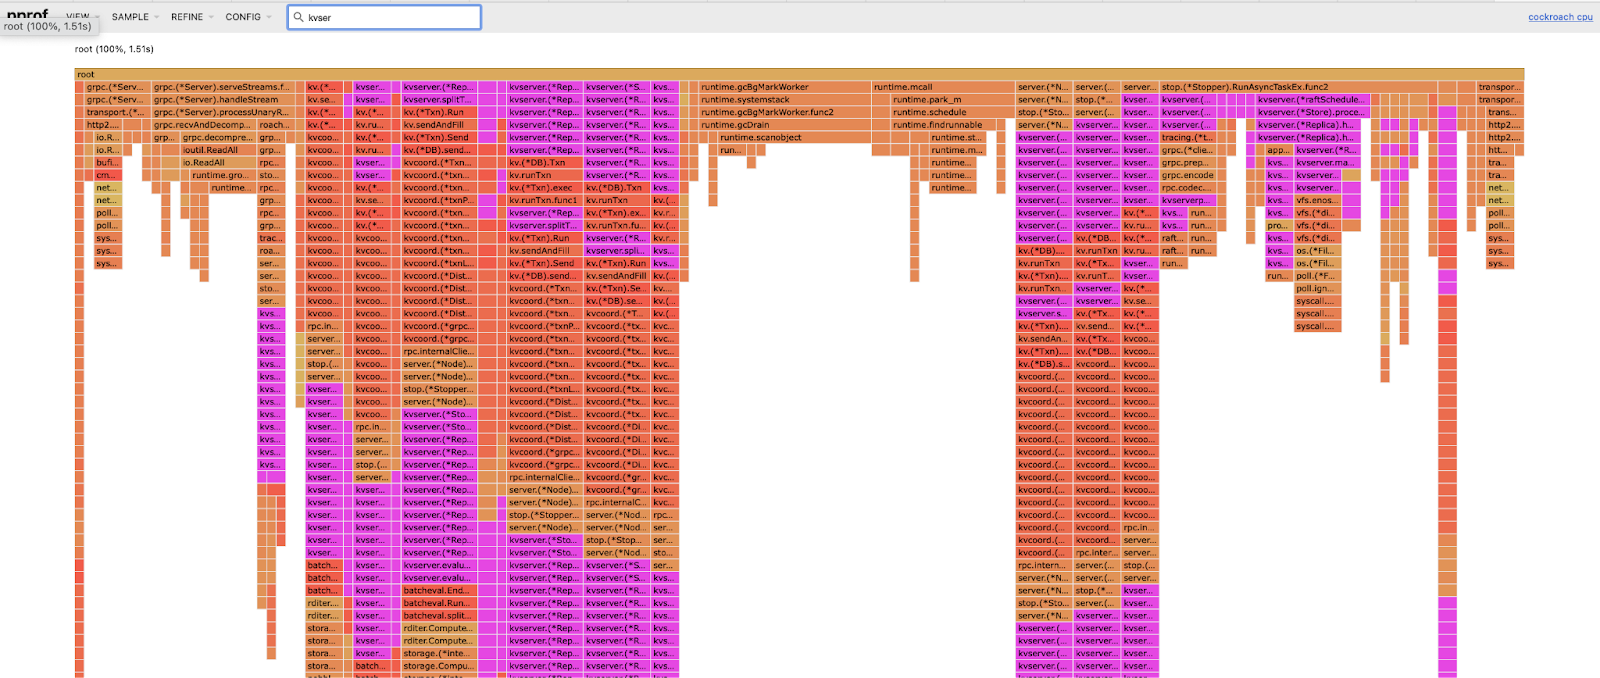 pprof VIEW SAMPLE REFINE CONFIG kvser cockroach cpu
root (100%, 1.51s)
root (100%, 1.51s)
root
grpc.(*Serv... grpc.(*Server).serveStreams.f... kv.(*... kvser... kvserver.(*Rep... kvserver.(*Rep... kvserver.(*S... kvs... runtime.gcBgMarkWorker runtime.mcall server.(*N... server.(... server... stop.(*Stopper).RunAsyncTaskEx.func2 transpor...
grpc.(*Serv... grpc.(*Server).handleStream kv.se... kvser... kvserver.splitT... kvserver.(*Rep... kvserver.(*R... kvs... runtime.systemstack runtime.park_m server.(*N... stop.(*... kvser... kvserver.(... kvserver.(*raftSchedule... transpor...
transport.(*... grpc.(*Server).processUnaryR... kv.(*... kv.ru... kv.(*Txn).Run kvserver.(*Rep... kvserver.(*R... kvs... runtime.gcBgMarkWorker.func2 runtime.schedule stop.(*Sto... server.(... kvser... kvserver.(... kvserver.(*Store).proce... trans...
http2.... grpc.recvAndDecomp... roach... kv.(*... kv.ru... kv.sendAndFill kvserver.(*Rep... kvserver.(*R... kvs... runtime.gcDrain runtime.findrunnable server.(*N... kvserver... kvser... kvserver.(... kvserver.(*Replica).h... http2....
io.R... grpc.decompre... grp... kv.(*... kv.(*... kv.(*Txn).Send kvserver.(*Rep... kvserver.(*R... kvs... runtime.scanobject runtime.st... kvserver.(... kvserver... kvser... tracing.(*t... kvserver.(*Replica).h... http2....
io.R... ioutil.ReadAll grp... kvcoo... kv.ru... kv.(*DB).send... kvserver.(*Rep... kvserver.(*R... kvs... run... runtime.m... kvserver.(... kvserver... kvser... grpc.(*clie... app... kvserver.(*R... htt...
bufi... io.ReadAll rpc... kvcoo... kvser... kvcoord.(*Txn... kv.(*DB).Txn kvserver.(*R... kvs... runtime... kvserver.(... kvserver... kvser... grpc.prep... kvs... kvserver.ma... tra...
cm... runtime.gro... sto... kvcoo... kvser... kvcoord.(*txn... kv.runTxn kvserver.(*R... kvs... runtime... kvserver.(... kvserver... kvser... grpc.encode kvs... kvserver... tra...
net... runtime... rpc... kvcoo... kv.(*... kvcoord.(*txn... kv.(*Txn).exec kv.(*DB).Txn kvs... runtime... kvserver.(... kvserver... kvser... rpc.codec... kvs... kvserver... net...
net... grp... kvcoo... kv.se... kvcoord.(*txnP... kv.runTxn.func1 kv.runTxn kv.(... kvserver.(... kvserver... kvser... kvserverp... kvs... vfs.enos... net...
poll... rpc... kvcoo... kv.(*... kvcoord.(*txn... kvserver.(*Rep... kv.(*Txn).ex... kv.(... kvserver.(... kvserver... kv.(*... kvs... run... kvs... vfs.(*di... poll...
poll... grp... kvcoo... kv.(*... kvcoord.(*txn... kvserver.splitT... kv.runTxn.fu... kv.(... kvserver.(... kvserver... kv.ru... kvs... run... pro... vfs.(*di... poll...
sys... trac... kvcoo... kvcoo... kvcoord.(*txn... kv.(*Txn).Run kvserver.(*R... kv.r... kvserver.(... kv.(*DB... kv.(*... raft... run... kvs... vfs.(*di... sys...
sys... roa... kvcoo... kvcoo... kvcoord.(*txn... kv.sendAndFill kvserver.spli... kvs... kv.(*DB).... kv.(*DB... kv.ru... raft... run... kvs... os.(*Fil... sys...
sys... ser... kvcoo... kvcoo... kvcoord.(*txnL... kv.(*Txn).Send kv.(*Txn).Run kvs... kv.runTxn kv.runTxn kv.(*... run... kvs... os.(*F... sys...
ser... kvcoo... kvcoo... kvcoord.(*Dist... kv.(*DB).send... kv.sendAndFill kv.(... kv.(*Txn).... kv.runT... kvser... run... poll.(*F...
sto... kvcoo... kvcoo... kvcoord.(*Dist... kvcoord.(*Txn... kv.(*Txn).Se... kv.... kv.runTxn... kvserver... kv.(*... poll.ign...
ser... kvcoo... kvcoo... kvcoord.(*Dist... kvcoord.(*txn... kv.(*DB).se... kv.(... kvserver.(... kvserver... kv.se... syscall....
kvs... kvcoo... kvcoo... kvcoord.(*Dist... kvcoord.(*txn... kvcoord.(*T... kv.(... kvserver.s... kvserver... kv.(*... syscall....
kvs... rpc.in... kvcoo... kvcoord.(*grpc... kvcoord.(*txnP... kvcoord.(*tx... kvc... kv.(*Txn).... kv.send... kv.(*... syscall....
kvs... server... kvcoo... kvcoord.(*grpc... kvcoord.(*txn... kvcoord.(*tx... kvc... kv.sendAn... kv.(*Tx... kvcoo...
kvs... server... kvcoo... rpc.internalClie... kvcoord.(*txn... kvcoord.(*tx... kvc... kv.(*Txn).... kv.(*DB... kvcoo...
kvs... stop.(... kvcoo... server.(*Node)... kvcoord.(*txn... kvcoord.(*tx... kvc... kv.(*DB).s... kvcoord... kvcoo...
kvs... server... kvcoo... server.(*Node)... kvcoord.(*txn... kvcoord.(*tx... kvc... kvcoord.(... kvcoord... kvcoo...
kvs... kvser... kvcoo... stop.(*Stopper... kvcoord.(*txnL... kvcoord.(*tx... kvc... kvcoord.(... kvcoord... kvcoo...
kvs... kvser... kvcoo... server.(*Node)... kvcoord.(*Dist... kvcoord.(*tx... kvc... kvcoord.(... kvcoord... kvcoo...
kvs... kvser... kvcoo... kvserver.(*Sto... kvcoord.(*Dist... kvcoord.(*tx... kvc... kvcoord.(... kvcoord... kvcoo...
kvs... kvser... rpc.in... kvserver.(*Sto... kvcoord.(*Dist... kvcoord.(*Di... kvc... kvcoord.(... kvcoord... kvcoo...
kvs... kvser... server... kvserver.(*Rep... kvcoord.(*Dist... kvcoord.(*Di... kvc... kvcoord.(... kvcoord... kvcoo...
kvs... kvser... server... kvserver.(*Rep... kvcoord.(*grpc... kvcoord.(*Di... kvc... kvcoord.(... kvcoord... kvcoo...
kvs... kvser... stop.(... kvserver.(*Rep... kvcoord.(*grpc... kvcoord.(*Di... kvc... kvcoord.(... kvcoord... kvcoo...
kvser... server... kvserver.(*Rep... rpc.internalClie... kvcoord.(*gr... kvc... kvcoord.(... kvcoord... kvcoo...
kvser... kvser... kvserver.(*Rep... server.(*Node)... kvcoord.(*gr... kvc... kvcoord.(... kvcoord... kvcoo...
kvser... kvser... kvserver.(*Rep... server.(*Node)... rpc.internalC... kvc... kvcoord.(... kvcoord... kvcoo...
kvser... kvser... kvserver.(*Rep... stop.(*Stopper... server.(*Nod... rpc... kvcoord.(... kvcoord... kvcoo...
kvser... kvser... kvserver.(*Rep... server.(*Node)... server.(*Nod... ser... kvcoord.(... kvcoord... rpc.in...
kvser... kvser... kvserver.(*Rep... kvserver.(*Sto... stop.(*Stop... ser... kvcoord.(... kvcoord... server...
kvser... kvser... kvserver.(*Rep... kvserver.(*Sto... server.(*Nod... sto... kvcoord.(... rpc.inter... server...
batch... kvser... kvserver.evalu... kvserver.(*Rep... kvserver.(*S... ser... rpc.intern... server.(... stop.(...
batch... kvser... kvserver.evalu... kvserver.(*Rep... kvserver.(*S... kvs... server.(*N... server.(... server...
batch... kvser... batcheval.End... kvserver.(*Rep... kvserver.(*R... kvs... server.(*N... stop.(*... kvser...
rditer.... kvser... batcheval.Run... kvserver.(*Rep... kvserver.(*R... kvs... stop.(*Sto... server.(... kvser...
rditer.... kvser... batcheval.split... kvserver.(*Rep... kvserver.(*R... kvs... server.(*N... kvserver... kvser...
stora... kvser... rditer.Compute... kvserver.(*Rep... kvserver.(*R... kvs... kvserver.(... kvserver... kvser...
stora... kvser... rditer.Compute... kvserver.(*Rep... kvserver.(*R... kvs... kvserver.(... kvserver... kvser...
stora... kvser... storage.(*inte... kvserver.(*Rep... kvserver.(*R... kvs... kvserver.(... kvserver... kvser...
stora... batch... storage.Compu... kvserver.(*Rep... kvserver.(*R... kvs... kvserver.(... kvserver... kvser...